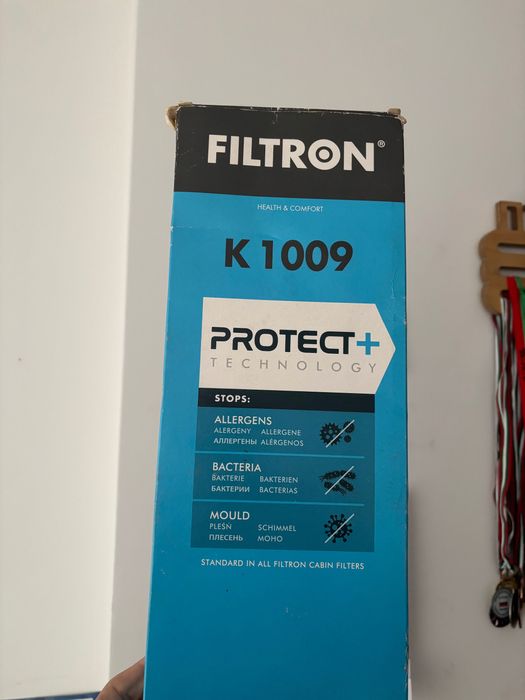 FILTRON®
HEALTH & COMFORT
K 1009
PROTECT+
TECHNOLOGY
STOPS:
ALLERGENS
ALERGENY ALLERGENE
АЛЛЕРГЕНЫ ALÉRGENOS
BACTERIA
BAKTERIE BAKTERIEN
БАКТЕРИИ BACTERIAS
MOULD
PLEŚŃ SCHIMMEL
ПЛЕСЕНЬ MOHO
STANDARD IN ALL FILTRON CABIN FILTERS